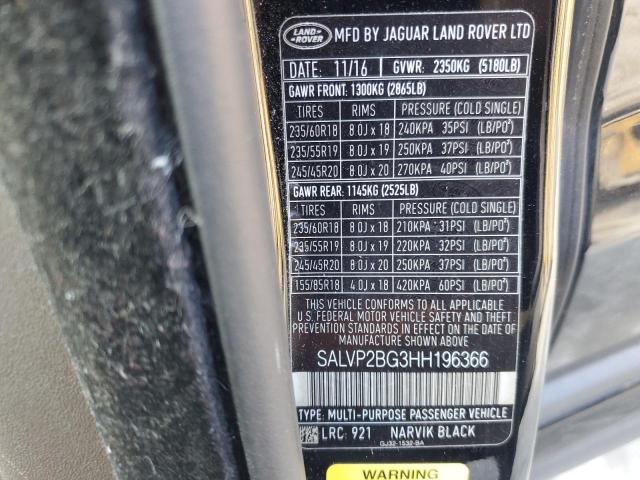 LAND ROVER MFD BY JAGUAR LAND ROVER LTD
DATE: 11/16 GVWR: 2350KG (5180LB)
GAWR FRONT: 1300KG (2865LB)
TIRES RIMS PRESSURE (COLD SINGLE)
235/60R18 8.0J x 18 240KPA 35PSI (LB/PO²)
235/55R19 8.0J x 19 250KPA 37PSI (LB/PO²)
245/45R20 8.0J x 20 270KPA 40PSI (LB/PO²)
GAWR REAR: 1145KG (2525LB)
TIRES RIMS PRESSURE (COLD SINGLE)
235/60R18 8.0J x 18 210KPA 31PSI (LB/PO²)
235/55R19 8.0J x 19 220KPA 32PSI (LB/PO²)
245/45R20 8.0J x 20 250KPA 37PSI (LB/PO²)
155/85R18 4.0J x 18 420KPA 60PSI (LB/PO²)
THIS VEHICLE CONFORMS TO ALL APPLICABLE
U.S. FEDERAL MOTOR VEHICLE SAFETY AND THEFT
PREVENTION STANDARDS IN EFFECT ON THE DATE OF
MANUFACTURE SHOWN ABOVE
SALVP2BG3HH196366
TYPE: MULTI-PURPOSE PASSENGER VEHICLE
LRC: 921 NARVIK BLACK
GJ32-1532-BA
WARNING